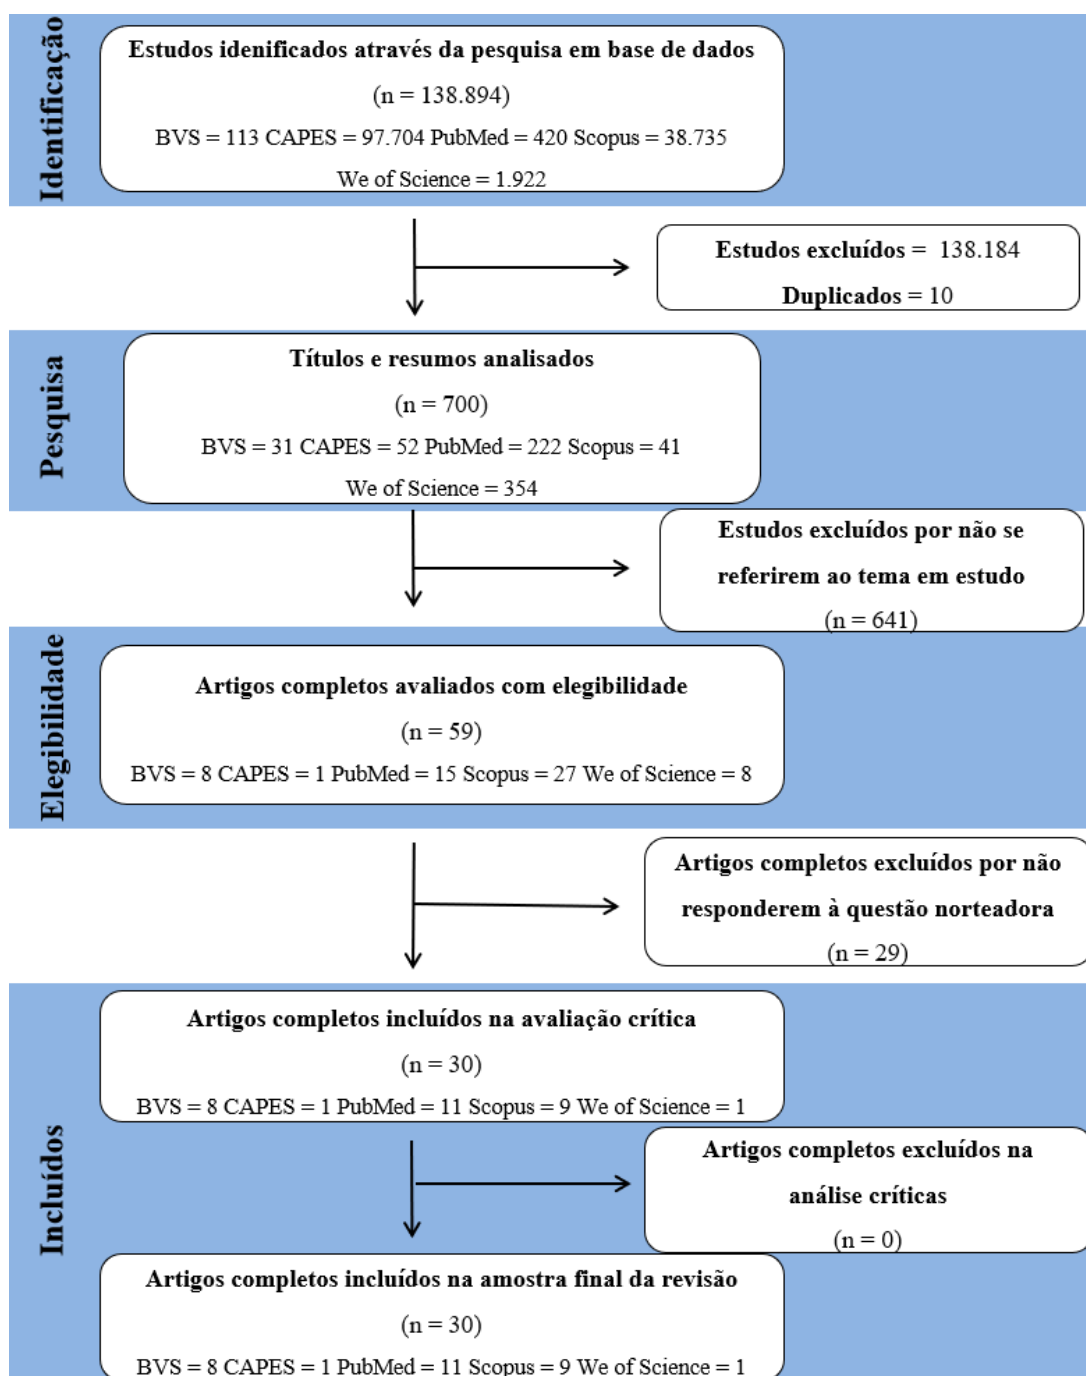 Identificação
Estudos idenificados através da pesquisa em base de dados
(n = 138.894)
BVS = 113 CAPES = 97.704 PubMed = 420 Scopus = 38.735
We of Science = 1.922
Estudos excluídos = 138.184
Duplicados = 10
Pesquisa
Títulos e resumos analisados
(n = 700)
BVS = 31 CAPES = 52 PubMed = 222 Scopus = 41
We of Science = 354
Estudos excluídos por não se
referirem ao tema em estudo
(n = 641)
Elegibilidade
Artigos completos avaliados com elegibilidade
(n = 59)
BVS = 8 CAPES = 1 PubMed = 15 Scopus = 27 We of Science = 8
Artigos completos excluídos por não
responderem à questão norteadora
(n = 29)
Incluídos
Artigos completos incluídos na avaliação crítica
(n = 30)
BVS = 8 CAPES = 1 PubMed = 11 Scopus = 9 We of Science = 1
Artigos completos excluídos na
análise críticas
(n = 0)
Artigos completos incluídos na amostra final da revisão
(n = 30)
BVS = 8 CAPES = 1 PubMed = 11 Scopus = 9 We of Science = 1